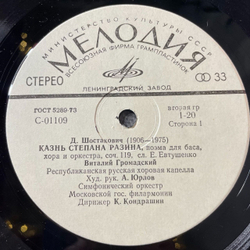 МИНИСТЕРСТВО КУЛЬТУРЫ СССР
МЕЛОДИЯ
ВСЕСОЮЗНАЯ ФИРМА ГРАМПЛАСТИНОК
СТЕРЕО
33
ЛЕНИНГРАДСКИЙ ЗАВОД
ГОСТ 5289-73
С-01109
вторая гр
1-20
Сторона 1
Д. Шостакович (1906—1975)
КАЗНЬ СТЕПАНА РАЗИНА, поэма для баса,
хора и оркестра, соч. 119, сл. Е. Евтушенко
Виталий Громадский
Республиканская русская хоровая капелла
Худ. рук. А. Юрлов
Симфонический оркестр
Московской гос. филармонии
Дирижер К. Кондрашин